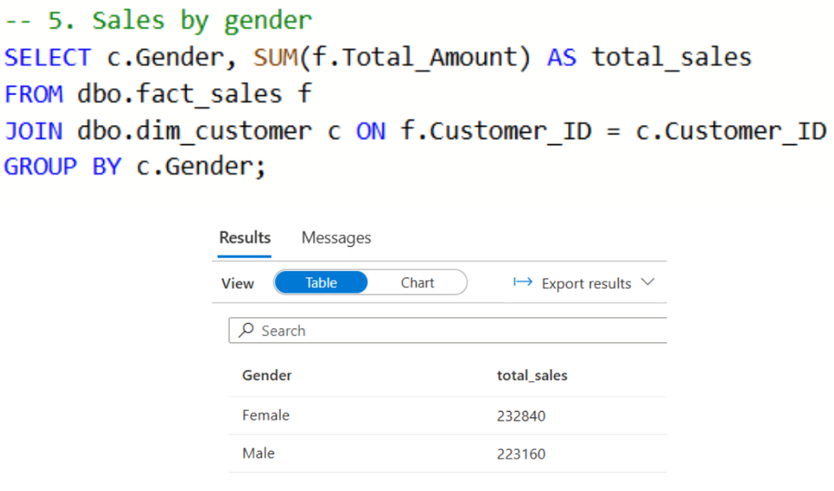 -- 5. Sales by gender
SELECT c.Gender, SUM(f.Total_Amount) AS total_sales
FROM dbo.fact_sales f
JOIN dbo.dim_customer c ON f.Customer_ID = c.Customer_ID
GROUP BY c.Gender;
Results Messages
View Table Chart Export results
Search
Gender total_sales
Female 232840
Male 223160